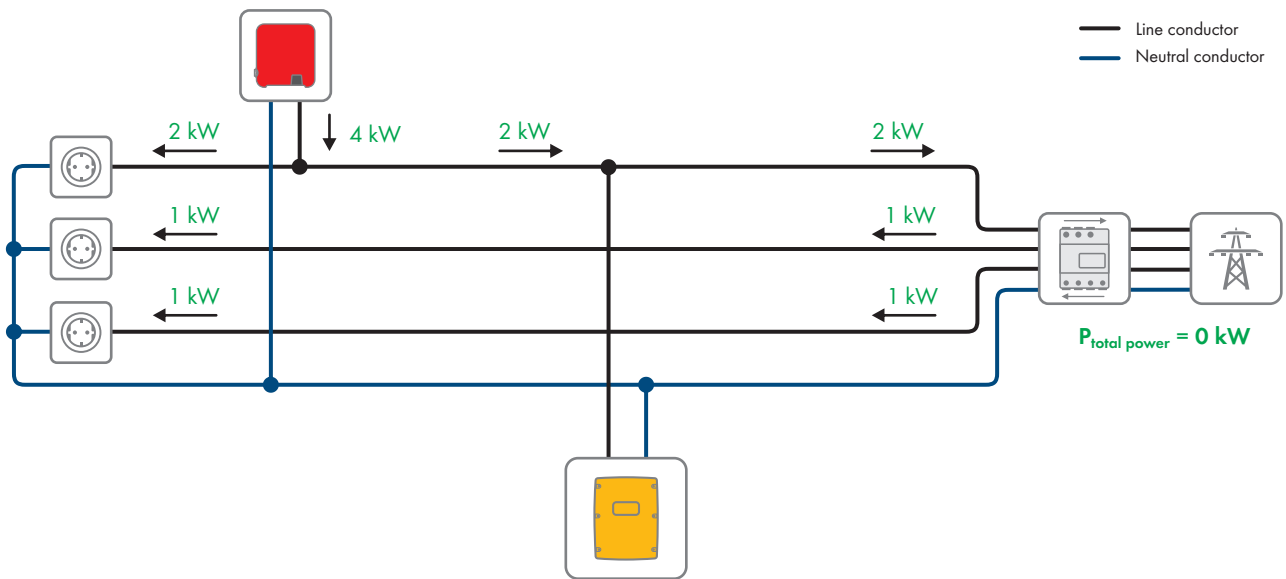 Line conductor
Neutral conductor
2 kW
4 kW
2 kW
2 kW
1 kW
1 kW
1 kW
1 kW
Ptotal power = 0 kW